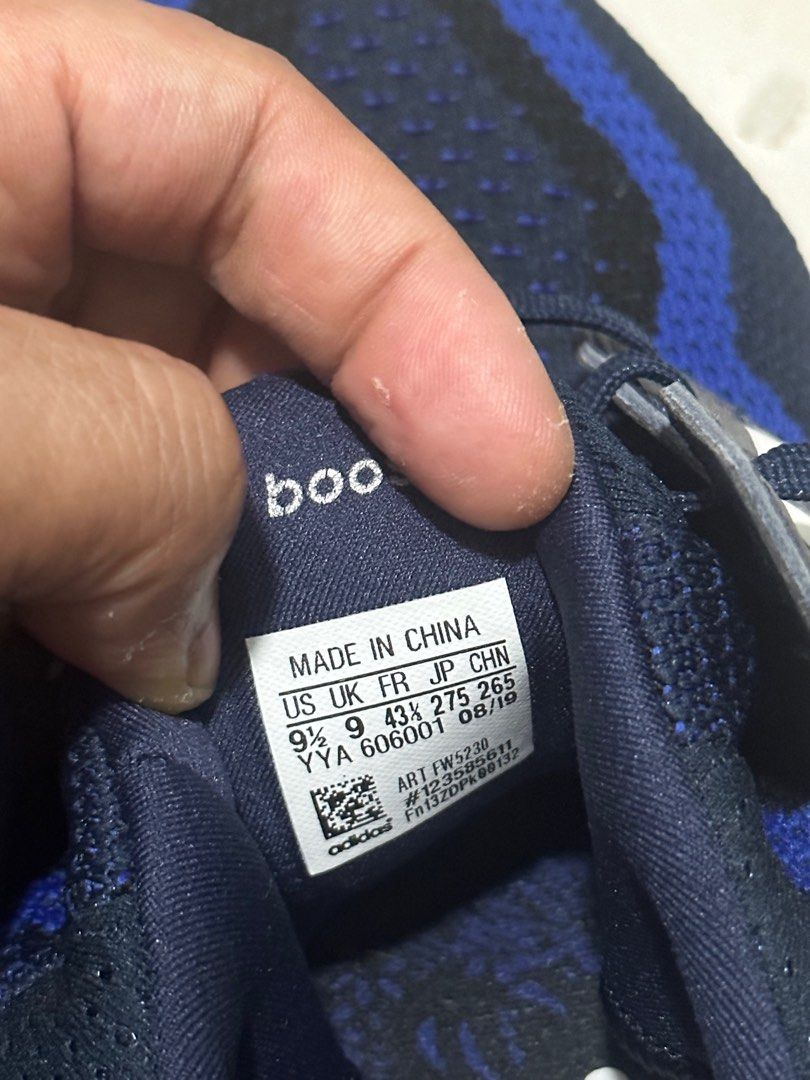 boo
MADE IN CHINA
US UK FR JP CHN
9½ 9 43⅓ 275 265
YYA 606001 08/19
ART FW5230
#123585611
Fn13ZDPk00132
adidas